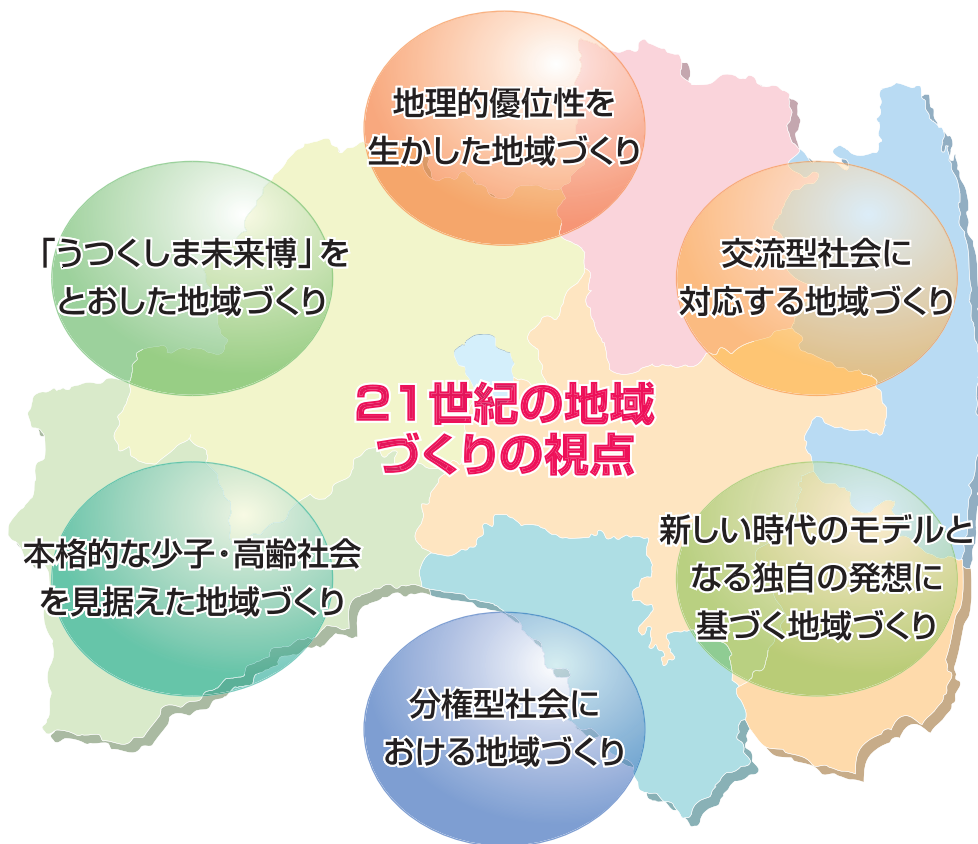 地理的優位性を
生かした地域づくり
「うつくしま未来博」を
とおした地域づくり
交流型社会に
対応する地域づくり
21世紀の地域
づくりの視点
本格的な少子・高齢社会
を見据えた地域づくり
新しい時代のモデルと
なる独自の発想に
基づく地域づくり
分権型社会に
おける地域づくり